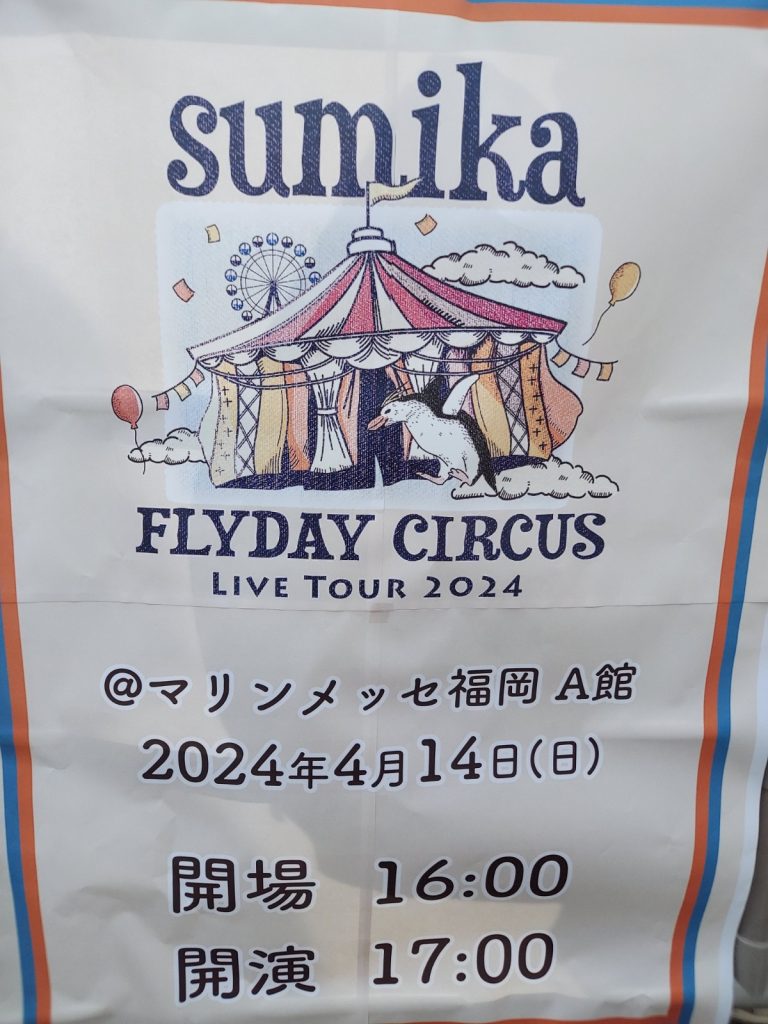 sumika
FLYDAY CIRCUS
LIVE TOUR 2024
@マリンメッセ福岡 A館
2024年4月14日(日)
開場 16:00
開演 17:00